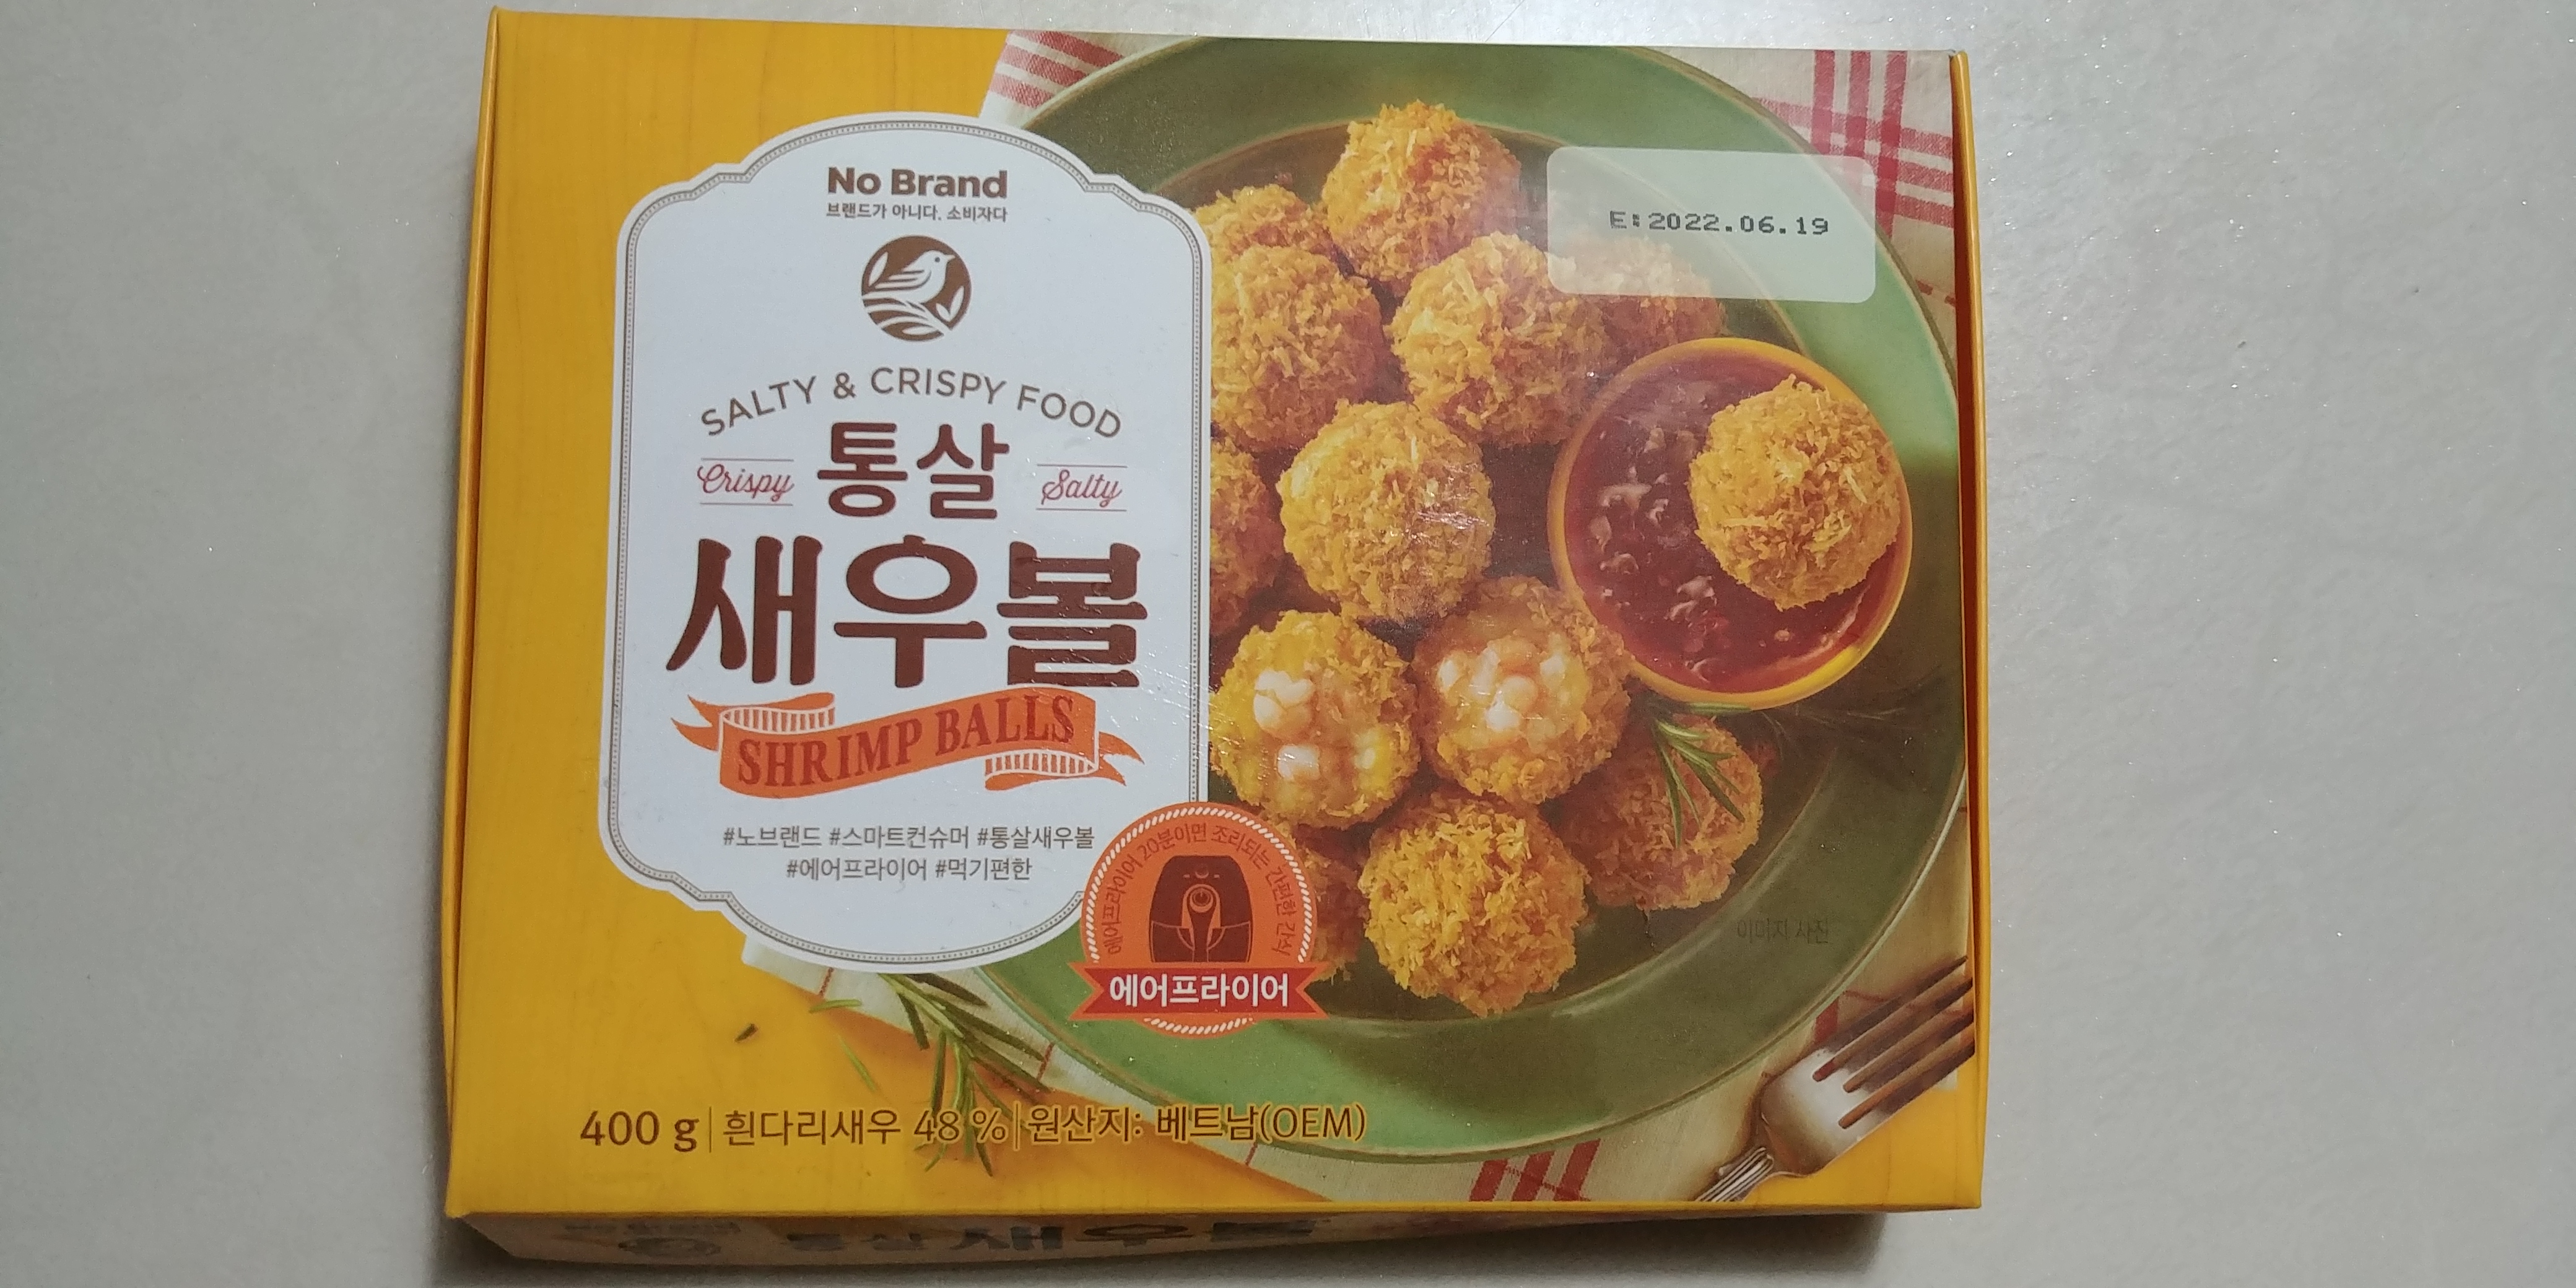 No Brand
브랜드가 아니다. 소비자다
E:2022.06.19
SALTY & CRISPY FOOD
Crispy 통살 Salty
새우볼
SHRIMP BALLS
#노브랜드 #스마트컨슈머 #통살새우볼
#에어프라이어 #먹기편한
에어프라이어 20분이면 조리되는 간편한 간식
에어프라이어
이미지 사진
400 g | 흰다리새우 48 % | 원산지: 베트남(OEM)
통살 새우볼